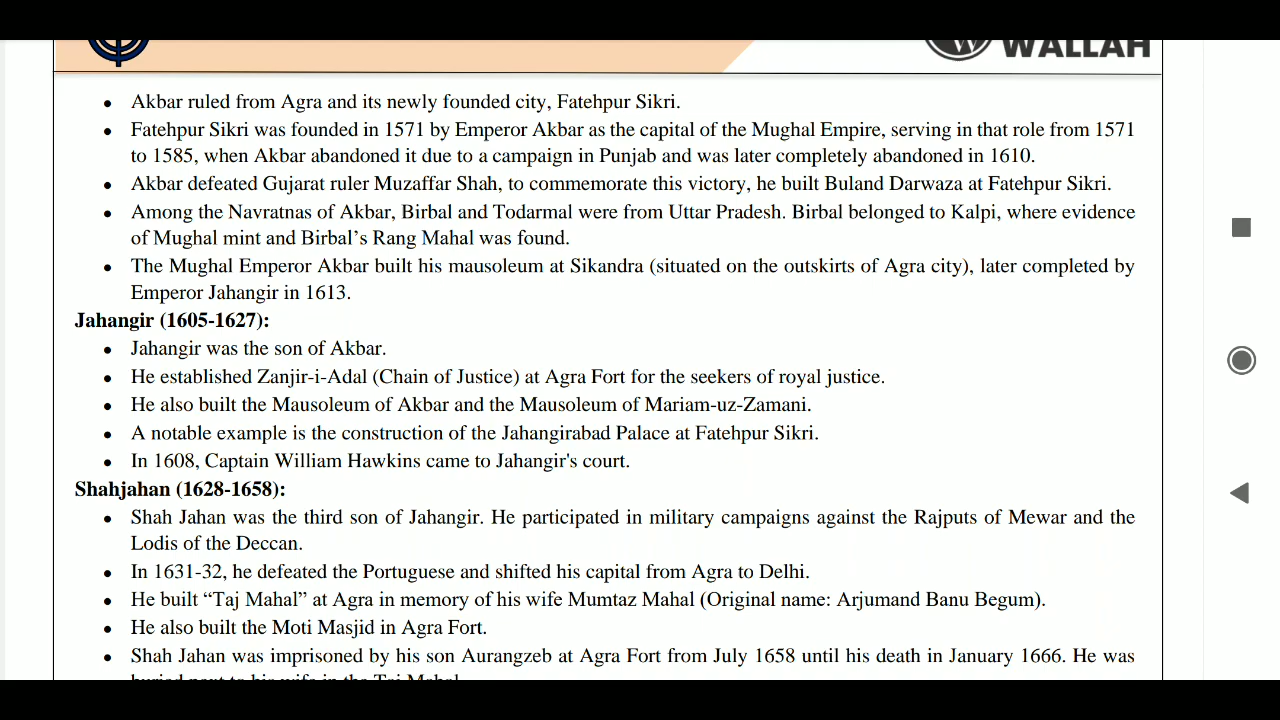 WALLAH
• Akbar ruled from Agra and its newly founded city, Fatehpur Sikri.
• Fatehpur Sikri was founded in 1571 by Emperor Akbar as the capital of the Mughal Empire, serving in that role from 1571
to 1585, when Akbar abandoned it due to a campaign in Punjab and was later completely abandoned in 1610.
• Akbar defeated Gujarat ruler Muzaffar Shah, to commemorate this victory, he built Buland Darwaza at Fatehpur Sikri.
• Among the Navratnas of Akbar, Birbal and Todarmal were from Uttar Pradesh. Birbal belonged to Kalpi, where evidence
of Mughal mint and Birbal's Rang Mahal was found.
• The Mughal Emperor Akbar built his mausoleum at Sikandra (situated on the outskirts of Agra city), later completed by
Emperor Jahangir in 1613.
Jahangir (1605-1627):
• Jahangir was the son of Akbar.
• He established Zanjir-i-Adal (Chain of Justice) at Agra Fort for the seekers of royal justice.
• He also built the Mausoleum of Akbar and the Mausoleum of Mariam-uz-Zamani.
• A notable example is the construction of the Jahangirabad Palace at Fatehpur Sikri.
• In 1608, Captain William Hawkins came to Jahangir's court.
Shahjahan (1628-1658):
• Shah Jahan was the third son of Jahangir. He participated in military campaigns against the Rajputs of Mewar and the
Lodis of the Deccan.
• In 1631-32, he defeated the Portuguese and shifted his capital from Agra to Delhi.
• He built “Taj Mahal” at Agra in memory of his wife Mumtaz Mahal (Original name: Arjumand Banu Begum).
• He also built the Moti Masjid in Agra Fort.
• Shah Jahan was imprisoned by his son Aurangzeb at Agra Fort from July 1658 until his death in January 1666. He was
buried next to his wife in the Taj Mahal